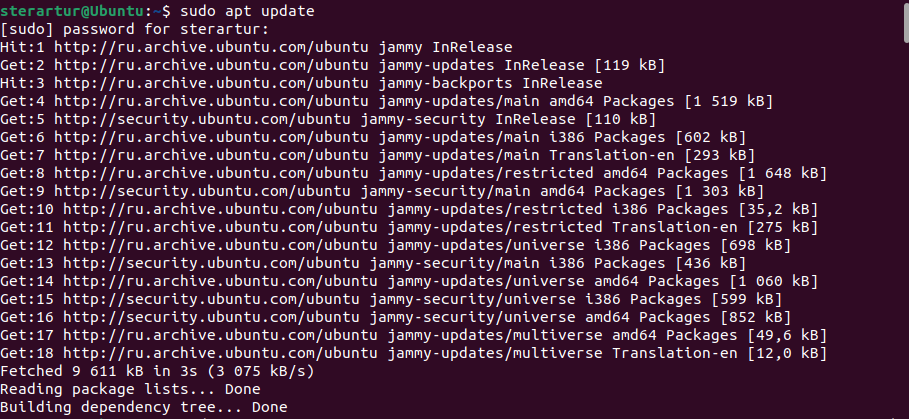 sterartur@Ubuntu:~$ sudo apt update
[sudo] password for sterartur:
Hit:1 http://ru.archive.ubuntu.com/ubuntu jammy InRelease
Get:2 http://ru.archive.ubuntu.com/ubuntu jammy-updates InRelease [119 kB]
Hit:3 http://ru.archive.ubuntu.com/ubuntu jammy-backports InRelease
Get:4 http://ru.archive.ubuntu.com/ubuntu jammy-updates/main amd64 Packages [1 519 kB]
Get:5 http://security.ubuntu.com/ubuntu jammy-security InRelease [110 kB]
Get:6 http://ru.archive.ubuntu.com/ubuntu jammy-updates/main i386 Packages [602 kB]
Get:7 http://ru.archive.ubuntu.com/ubuntu jammy-updates/main Translation-en [293 kB]
Get:8 http://ru.archive.ubuntu.com/ubuntu jammy-updates/restricted amd64 Packages [1 648 kB]
Get:9 http://security.ubuntu.com/ubuntu jammy-security/main amd64 Packages [1 303 kB]
Get:10 http://ru.archive.ubuntu.com/ubuntu jammy-updates/restricted i386 Packages [35,2 kB]
Get:11 http://ru.archive.ubuntu.com/ubuntu jammy-updates/restricted Translation-en [275 kB]
Get:12 http://ru.archive.ubuntu.com/ubuntu jammy-updates/universe i386 Packages [698 kB]
Get:13 http://security.ubuntu.com/ubuntu jammy-security/main i386 Packages [436 kB]
Get:14 http://ru.archive.ubuntu.com/ubuntu jammy-updates/universe amd64 Packages [1 060 kB]
Get:15 http://security.ubuntu.com/ubuntu jammy-security/universe i386 Packages [599 kB]
Get:16 http://security.ubuntu.com/ubuntu jammy-security/universe amd64 Packages [852 kB]
Get:17 http://ru.archive.ubuntu.com/ubuntu jammy-updates/multiverse amd64 Packages [49,6 kB]
Get:18 http://ru.archive.ubuntu.com/ubuntu jammy-updates/multiverse Translation-en [12,0 kB]
Fetched 9 611 kB in 3s (3 075 kB/s)
Reading package lists... Done
Building dependency tree... Done